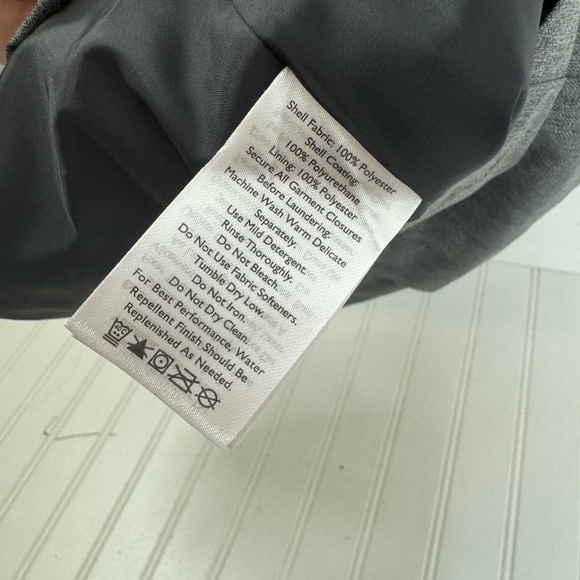 Shell Fabric: 100% Polyester
Shell Coating:
100% Polyurethane
Lining: 100% Polyester
Secure All Garment Closures
Before Laundering.
Machine Wash Warm Delicate
Separately.
Use Mild Detergent.
Rinse Thoroughly.
Do Not Bleach.
Do Not Use Fabric Softeners.
Tumble Dry Low.
Do Not Iron.
Do Not Dry Clean.
For Best Performance, Water
Repellent Finish Should Be
Replenished As Needed.
40C